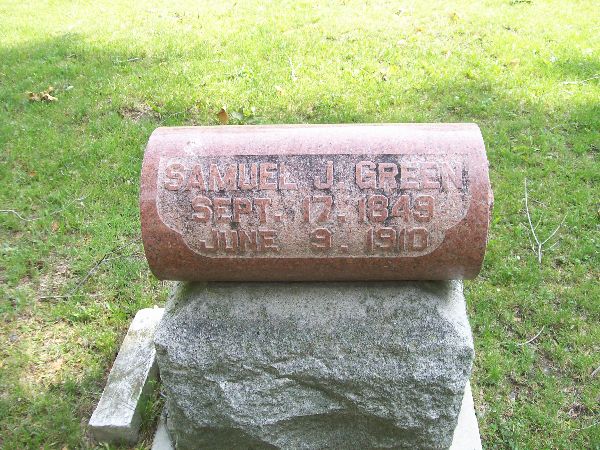 SAMUEL J. GREEN
SEPT. 17. 1849
JUNE 9. 1910